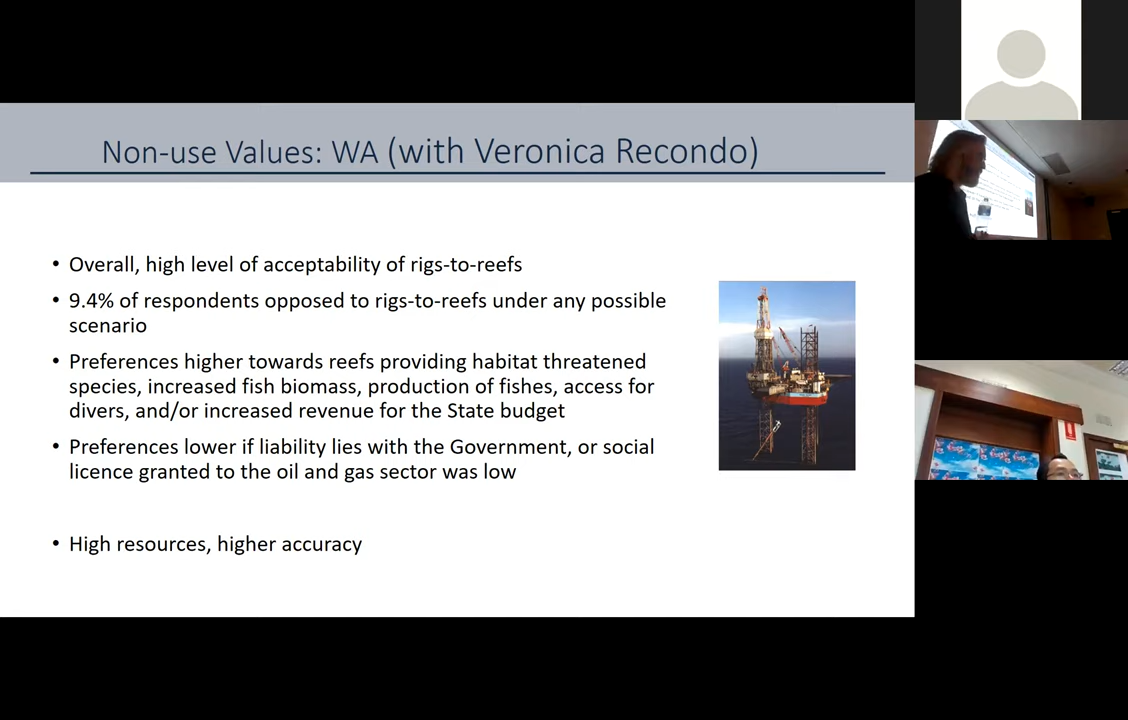 Non-use Values: WA (with Veronica Recondo)
• Overall, high level of acceptability of rigs-to-reefs
• 9.4% of respondents opposed to rigs-to-reefs under any possible
scenario
• Preferences higher towards reefs providing habitat threatened
species, increased fish biomass, production of fishes, access for
divers, and/or increased revenue for the State budget
• Preferences lower if liability lies with the Government, or social
licence granted to the oil and gas sector was low
• High resources, higher accuracy